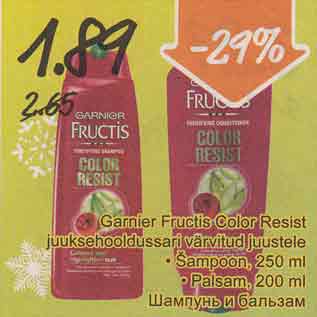 1.89
-29%
2.65
GARNIER
FRUCTIS
FORTIFYING SHAMPOO
COLOR
RESIST
FRUCTIS
FORTIFYING CONDITIONER
COLOR
RESIST
Garnier Fructis Color Resist
juuksehooldussari värvitud juustele
• Šampoon, 250 ml
• Palsam, 200 ml
Шампунь и бальзам